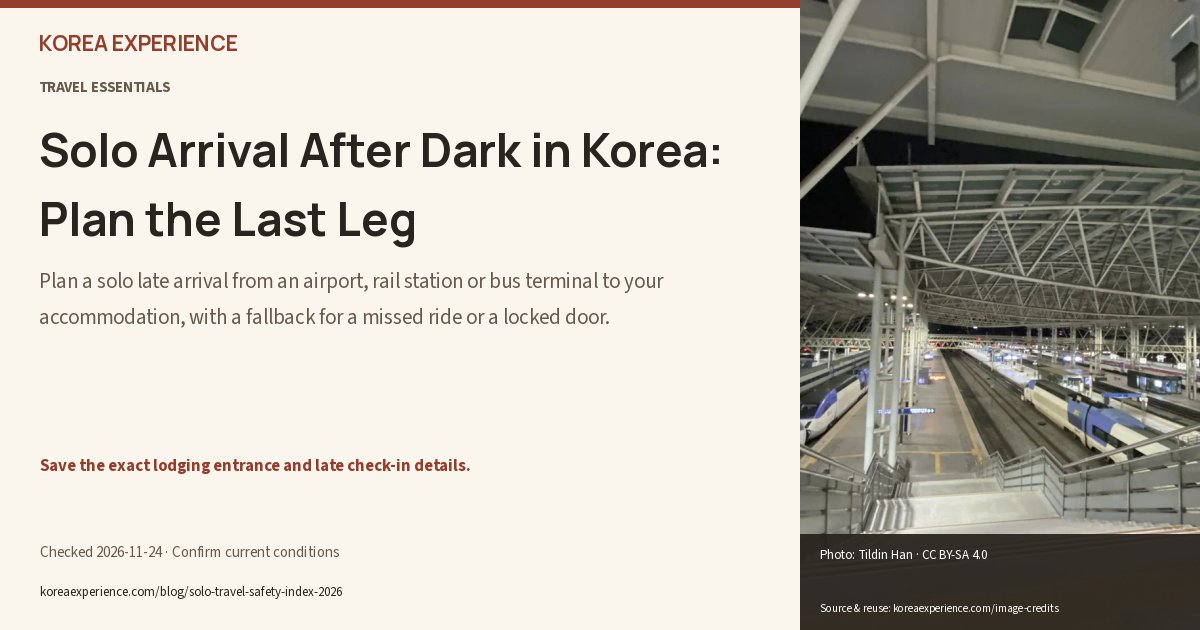 KOREA EXPERIENCE
TRAVEL ESSENTIALS
Solo Arrival After Dark in Korea:
Plan the Last Leg
Plan a solo late arrival from an airport, rail station or bus terminal to your
accommodation, with a fallback for a missed ride or a locked door.
Save the exact lodging entrance and late check-in details.
Checked 2026-11-24 · Confirm current conditions
koreaexperience.com/blog/solo-travel-safety-index-2026
Photo: Tildin Han · CC BY-SA 4.0
Source & reuse: koreaexperience.com/image-credits